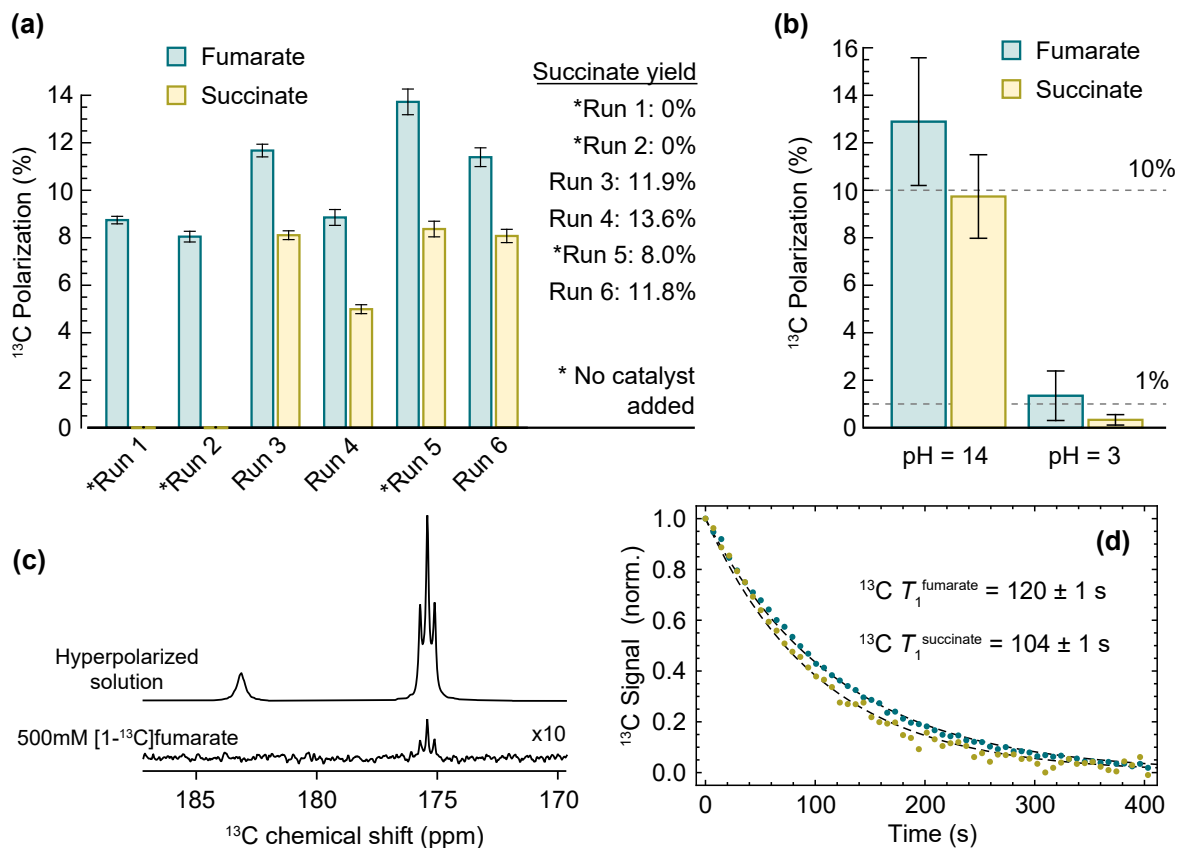 (a)
Fumarate
Succinate
¹³C Polarization (%)
14
12
10
8
6
4
2
0
*Run 1
*Run 2
Run 3
Run 4
*Run 5
Run 6
Succinate yield
*Run 1: 0%
*Run 2: 0%
Run 3: 11.9%
Run 4: 13.6%
*Run 5: 8.0%
Run 6: 11.8%
* No catalyst
added
(b)
Fumarate
Succinate
¹³C Polarization (%)
16
14
12
10
8
6
4
2
0
10%
1%
pH = 14
pH = 3
(c)
Hyperpolarized
solution
500mM [1-¹³C]fumarate
x10
185
180
175
170
¹³C chemical shift (ppm)
(d)
¹³C Signal (norm.)
1.0
0.8
0.6
0.4
0.2
0.0
¹³C T₁ᶠᵘᵐᵃʳᵃᵗᵉ = 120 ± 1 s
¹³C T₁ˢᵘᶜᶜⁱⁿᵃᵗᵉ = 104 ± 1 s
0
100
200
300
400
Time (s)